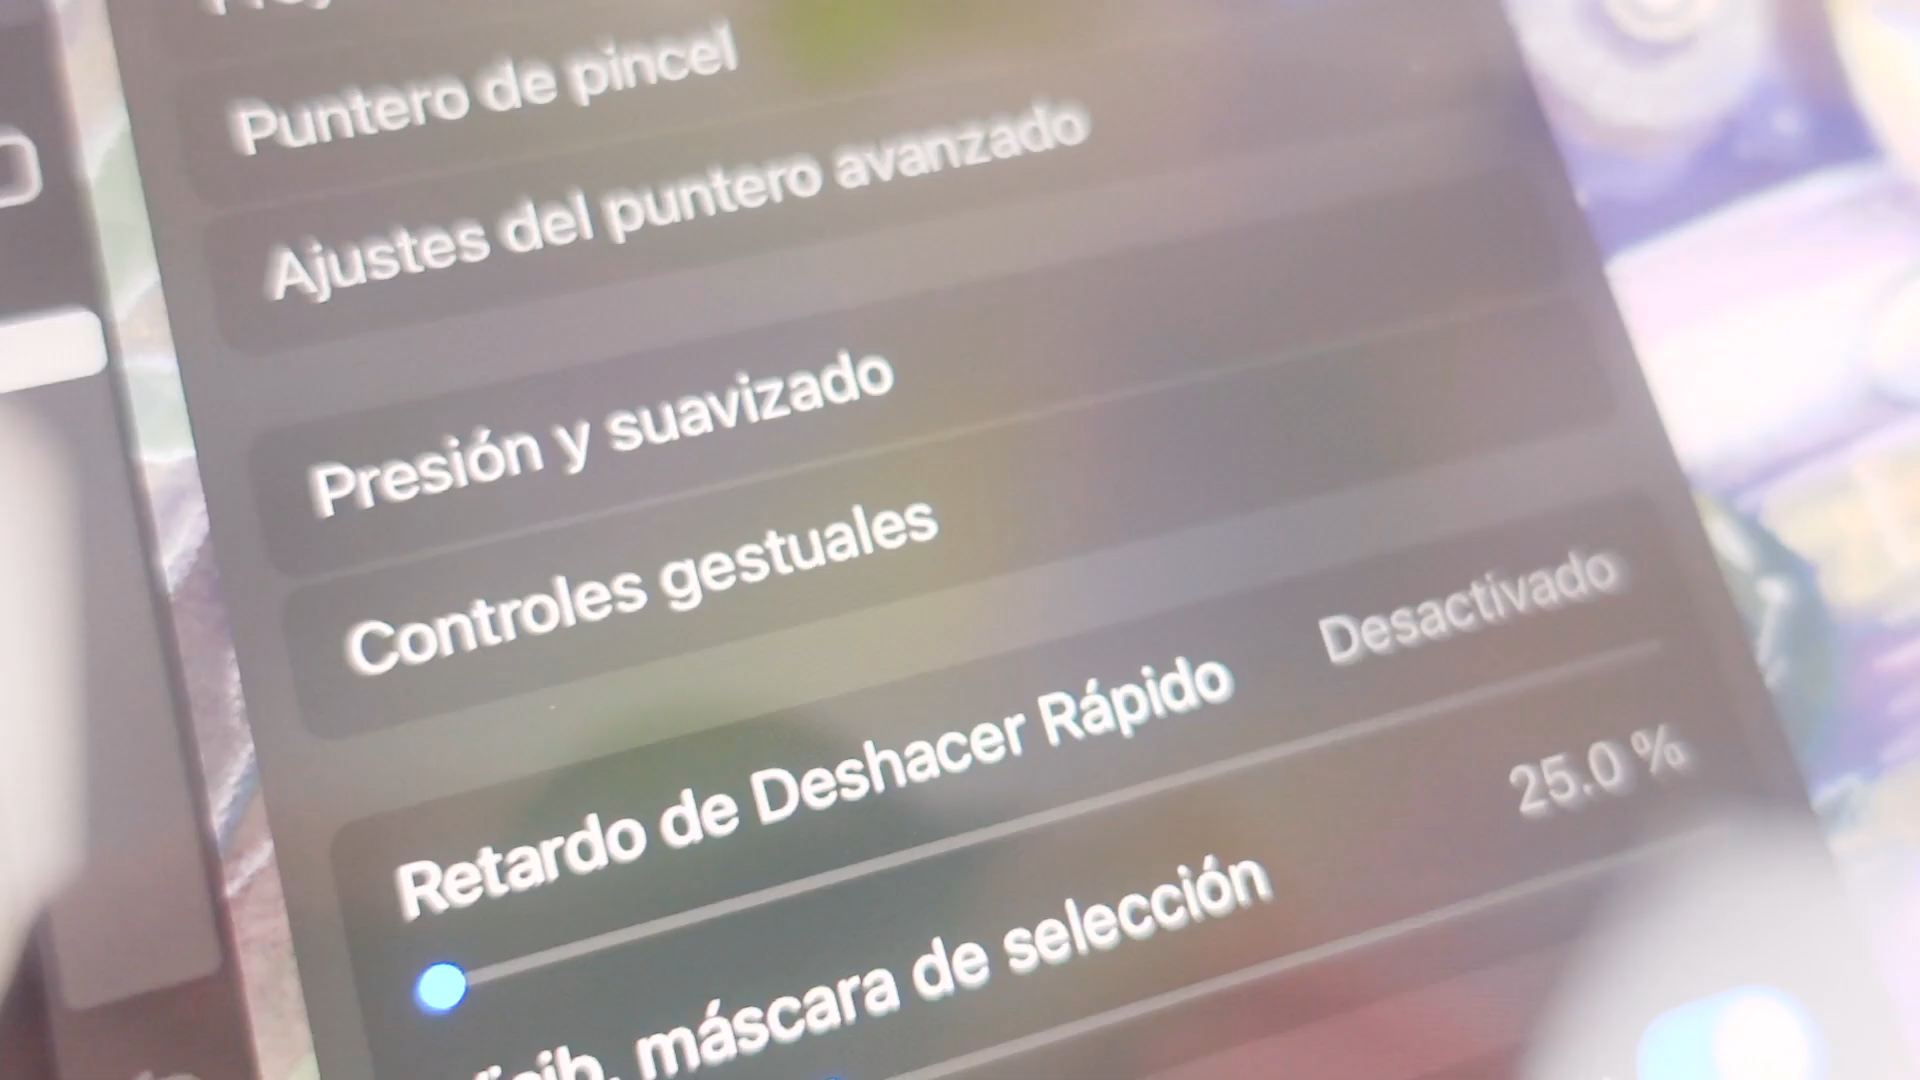 Puntero de pincel
Ajustes del puntero avanzado
Presión y suavizado
Controles gestuales
Retardo de Deshacer Rápido Desactivado
máscara de selección 25.0 %